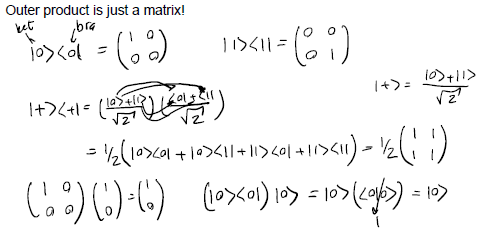 Outer product is just a matrix!
ket bra
|0><0| = (1 0 0 0) |1><1| = (0 0 0 1)
|+> = |0>+|1> / √2
|+><+| = (|0>+|1> / √2)(<0|+<1| / √2)
= 1/2(|0><0| + |0><1| + |1><0| + |1><1|) = 1/2(1 1 1 1)
(1 0 0 0)(1 0) = (1 0) (|0><0|)|0> = |0>(<0|0>) = |0>
1